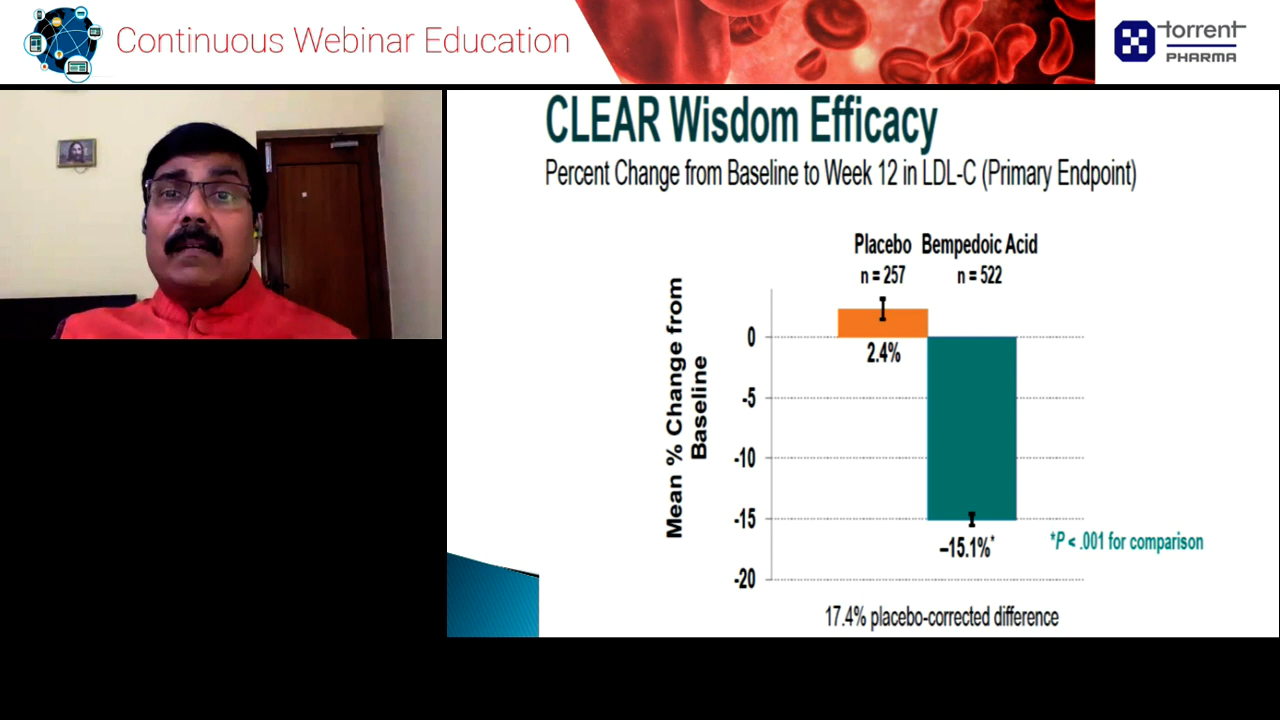 Continuous Webinar Education
torrent
PHARMA
CLEAR Wisdom Efficacy
Percent Change from Baseline to Week 12 in LDL-C (Primary Endpoint)
Placebo Bempedoic Acid
n = 257 n = 522
Mean % Change from
Baseline
0
-5
-10
-15
-20
2.4%
–15.1%*
*P < .001 for comparison
17.4% placebo-corrected difference